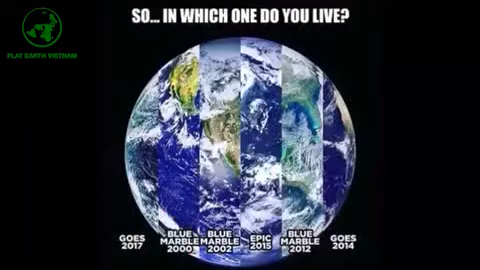 SO... IN WHICH ONE DO YOU LIVE?
FLAT EARTH VIETNAM
GOES
2017
BLUE
MARBLE
2000
BLUE
MARBLE
2002
EPIC
2015
BLUE
MARBLE
2012
GOES
2014